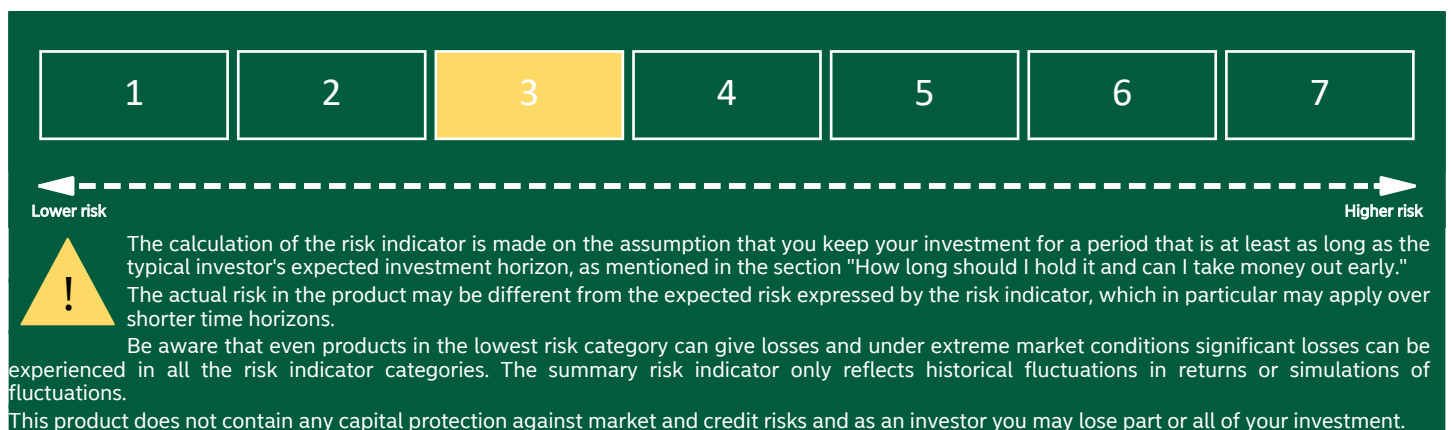 1 2 3 4 5 6 7
Lower risk Higher risk
The calculation of the risk indicator is made on the assumption that you keep your investment for a period that is at least as long as the
typical investor's expected investment horizon, as mentioned in the section "How long should I hold it and can I take money out early."
!
The actual risk in the product may be different from the expected risk expressed by the risk indicator, which in particular may apply over
shorter time horizons.
Be aware that even products in the lowest risk category can give losses and under extreme market conditions significant losses can be
experienced in all the risk indicator categories. The summary risk indicator only reflects historical fluctuations in returns or simulations of
fluctuations.
This product does not contain any capital protection against market and credit risks and as an investor you may lose part or all of your investment.